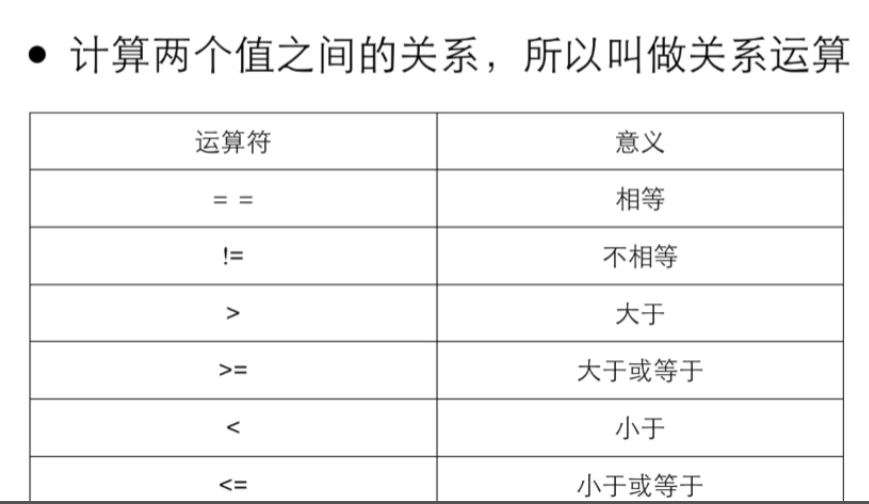 ● 计算两个值之间的关系，所以叫做关系运算
运算符 意义
= = 相等
!= 不相等
> 大于
>= 大于或等于
< 小于
<= 小于或等于